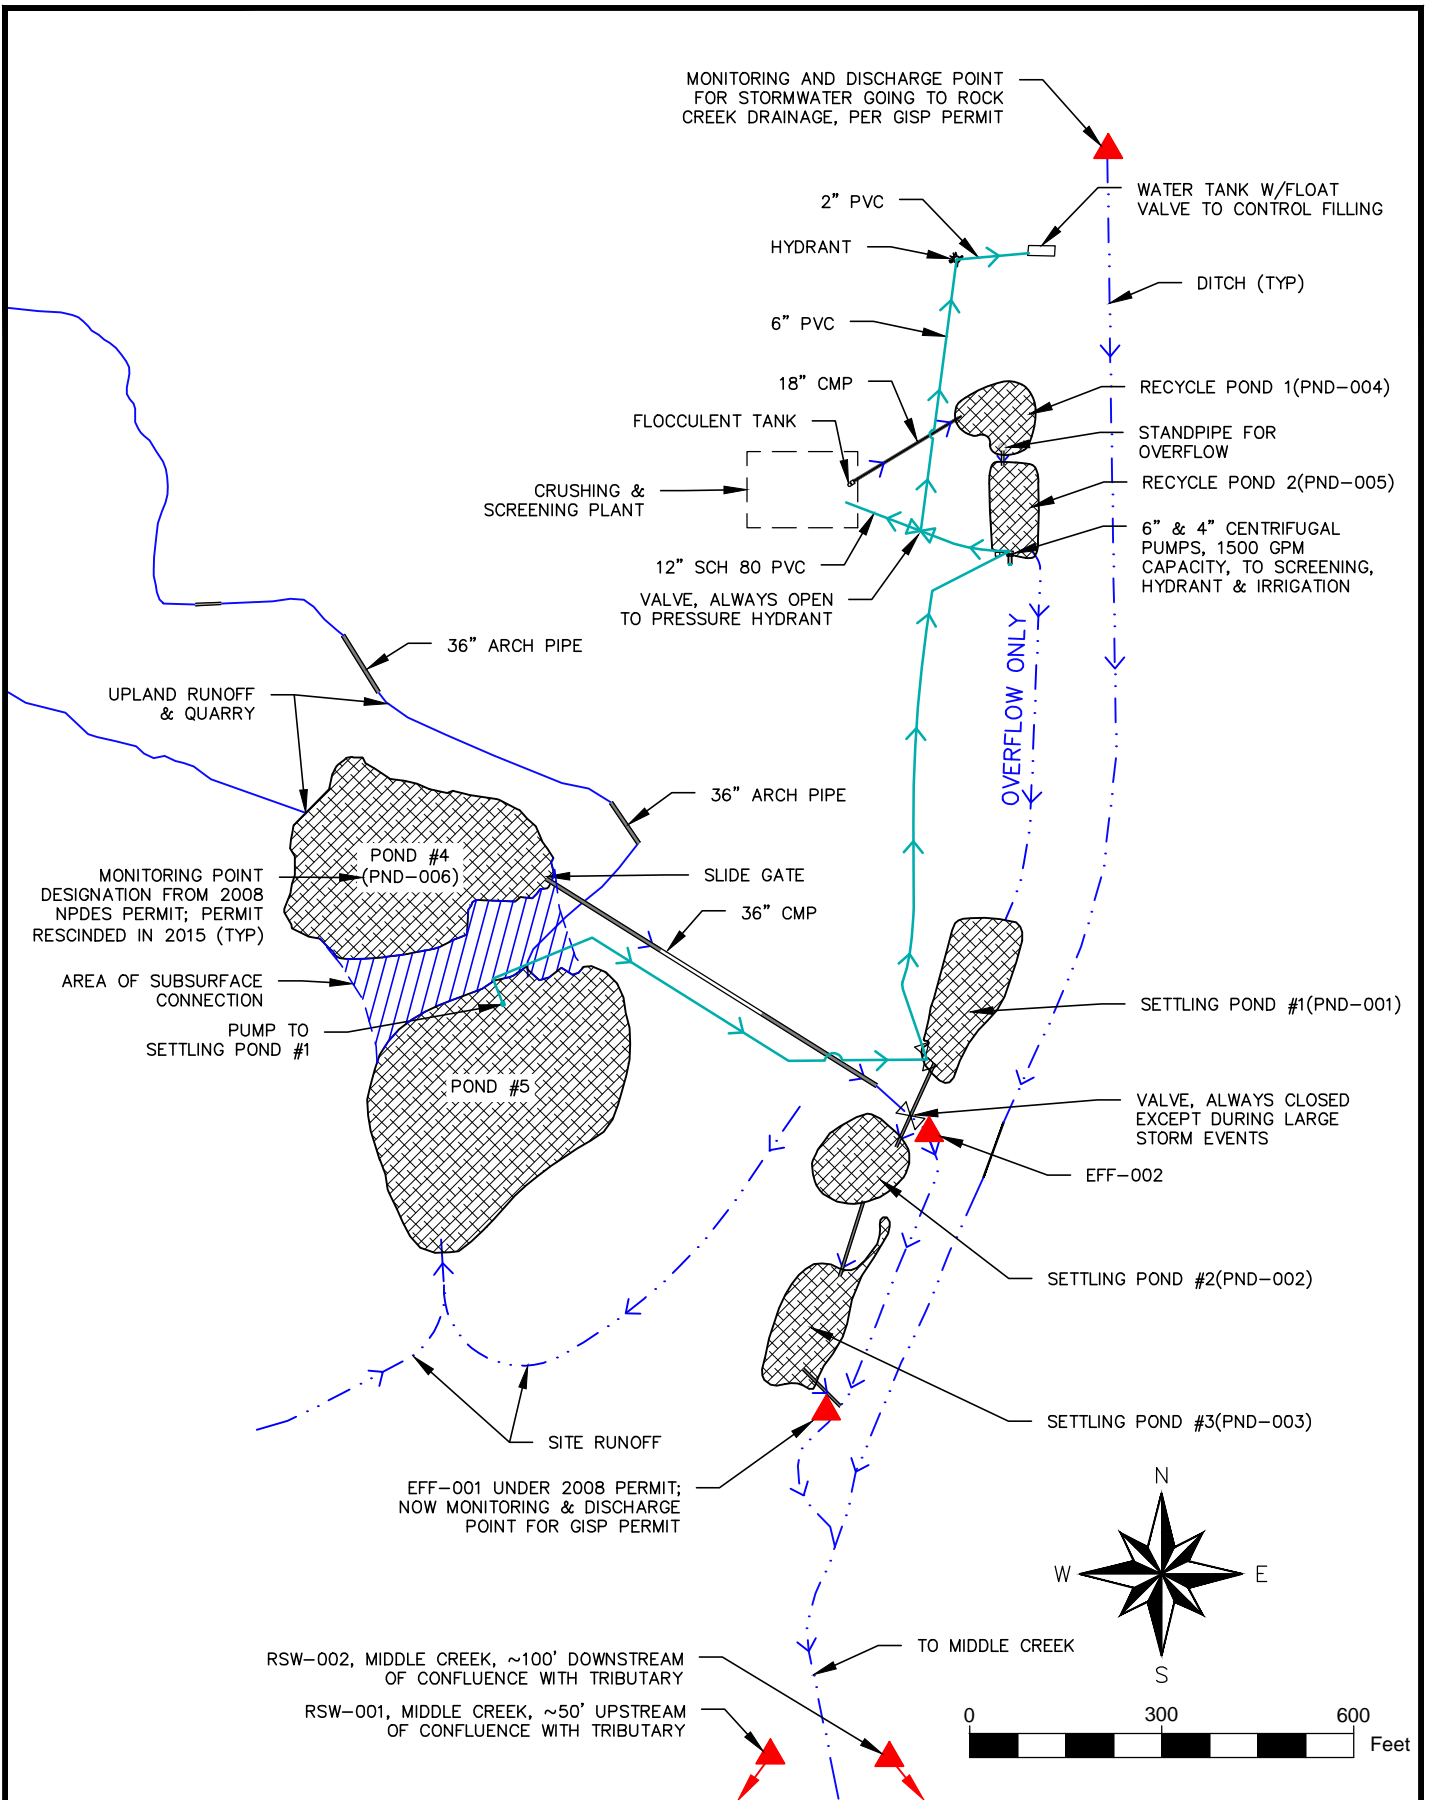 MONITORING AND DISCHARGE POINT
FOR STORMWATER GOING TO ROCK
CREEK DRAINAGE, PER GISP PERMIT
WATER TANK W/FLOAT
VALVE TO CONTROL FILLING
2” PVC
HYDRANT
DITCH (TYP)
6” PVC
18” CMP
RECYCLE POND 1(PND-004)
FLOCCULENT TANK
STANDPIPE FOR
OVERFLOW
RECYCLE POND 2(PND-005)
CRUSHING &
SCREENING PLANT
6” & 4” CENTRIFUGAL
PUMPS, 1500 GPM
CAPACITY, TO SCREENING,
HYDRANT & IRRIGATION
12” SCH 80 PVC
VALVE, ALWAYS OPEN
TO PRESSURE HYDRANT
36” ARCH PIPE
OVERFLOW ONLY
UPLAND RUNOFF
& QUARRY
36” ARCH PIPE
POND #4
(PND-006)
MONITORING POINT
DESIGNATION FROM 2008
NPDES PERMIT; PERMIT
RESCINDED IN 2015 (TYP)
SLIDE GATE
36” CMP
AREA OF SUBSURFACE
CONNECTION
SETTLING POND #1(PND-001)
PUMP TO
SETTLING POND #1
POND #5
VALVE, ALWAYS CLOSED
EXCEPT DURING LARGE
STORM EVENTS
EFF-002
SETTLING POND #2(PND-002)
SETTLING POND #3(PND-003)
SITE RUNOFF
EFF-001 UNDER 2008 PERMIT;
NOW MONITORING & DISCHARGE
POINT FOR GISP PERMIT
N
W
E
S
TO MIDDLE CREEK
RSW-002, MIDDLE CREEK, ~100' DOWNSTREAM
OF CONFLUENCE WITH TRIBUTARY
RSW-001, MIDDLE CREEK, ~50' UPSTREAM
OF CONFLUENCE WITH TRIBUTARY
0 300 600
Feet